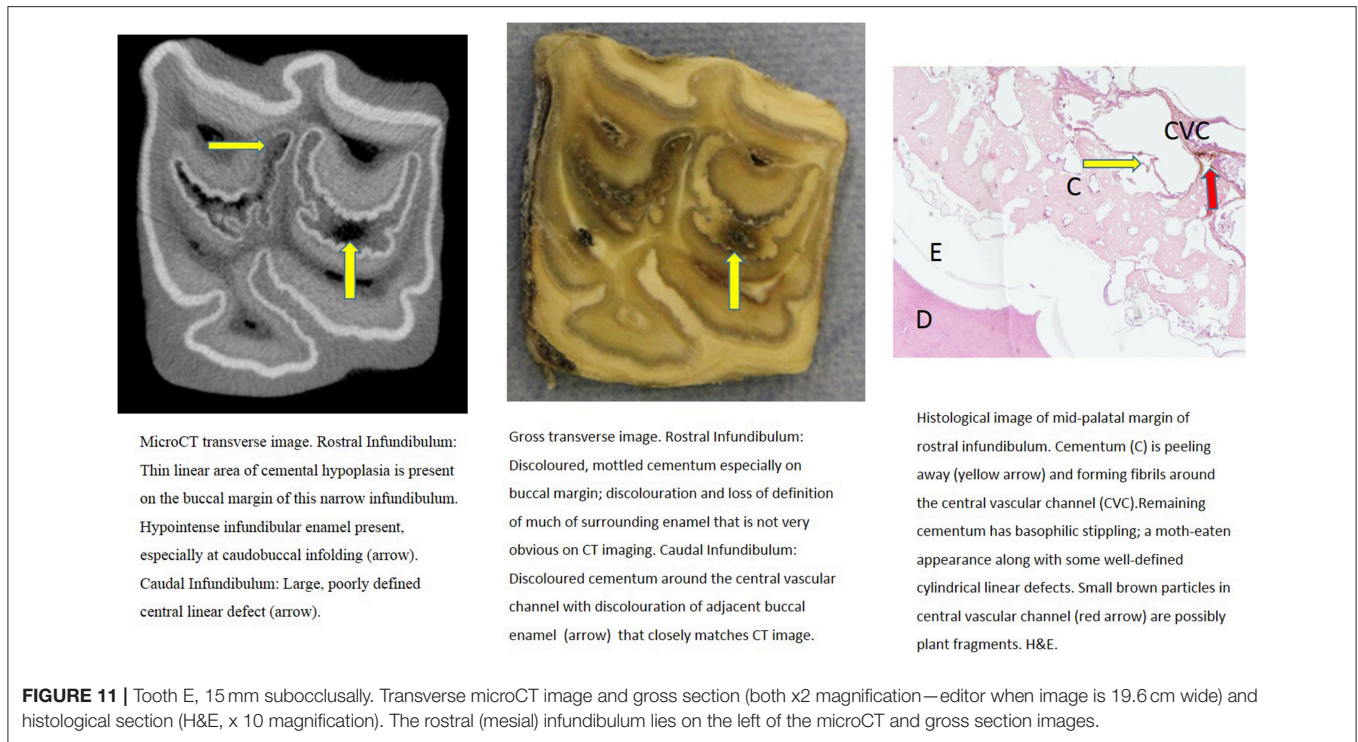 CVC
C
E
D
MicroCT transverse image. Rostral Infundibulum:
Thin linear area of cemental hypoplasia is present
on the buccal margin of this narrow infundibulum.
Hypointense infundibular enamel present,
especially at caudobuccal infolding (arrow).
Caudal Infundibulum: Large, poorly defined
central linear defect (arrow).
Gross transverse image. Rostral Infundibulum:
Discoloured, mottled cementum especially on
buccal margin; discolouration and loss of definition
of much of surrounding enamel that is not very
obvious on CT imaging. Caudal Infundibulum:
Discoloured cementum around the central vascular
channel with discolouration of adjacent buccal
enamel (arrow) that closely matches CT image.
Histological image of mid-palatal margin of
rostral infundibulum. Cementum (C) is peeling
away (yellow arrow) and forming fibrils around
the central vascular channel (CVC).Remaining
cementum has basophilic stippling; a moth-eaten
appearance along with some well-defined
cylindrical linear defects. Small brown particles in
central vascular channel (red arrow) are possibly
plant fragments. H&E.
FIGURE 11 | Tooth E, 15 mm subocclusally. Transverse microCT image and gross section (both x2 magnification—editor when image is 19.6 cm wide) and
histological section (H&E, x 10 magnification). The rostral (mesial) infundibulum lies on the left of the microCT and gross section images.